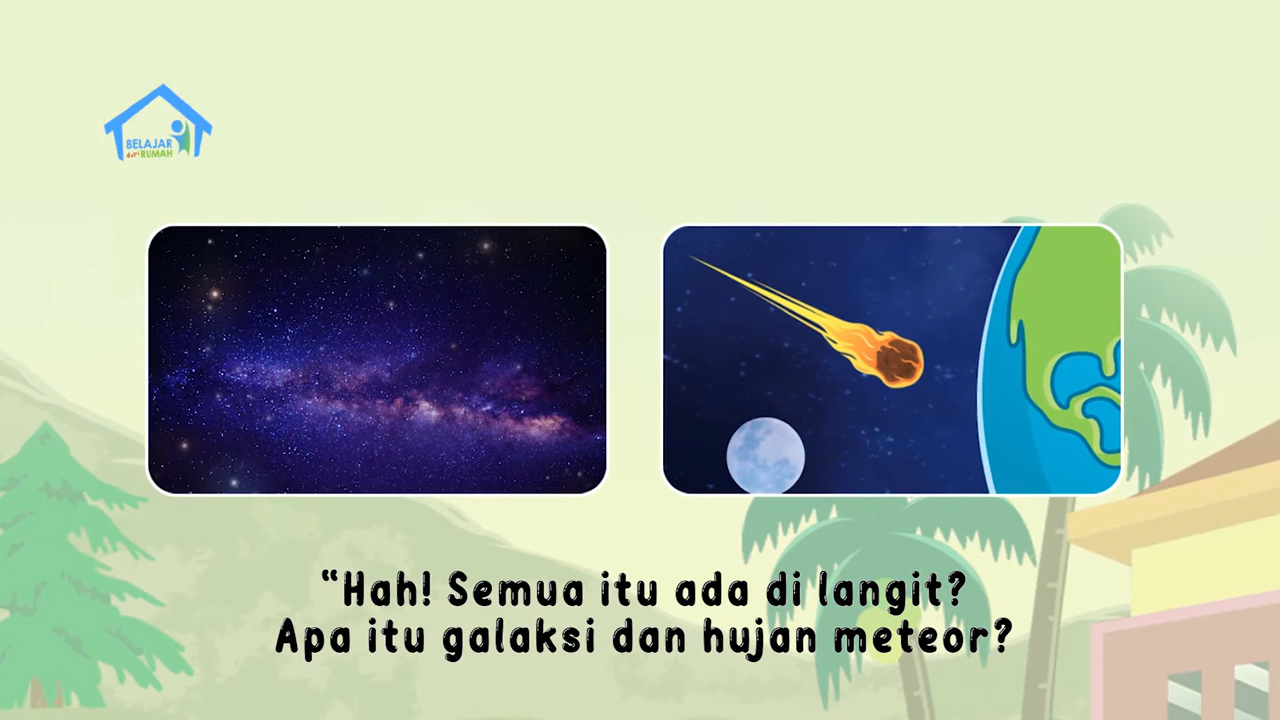 BELAJAR
dari RUMAH
“Hah! Semua itu ada di langit?
Apa itu galaksi dan hujan meteor?